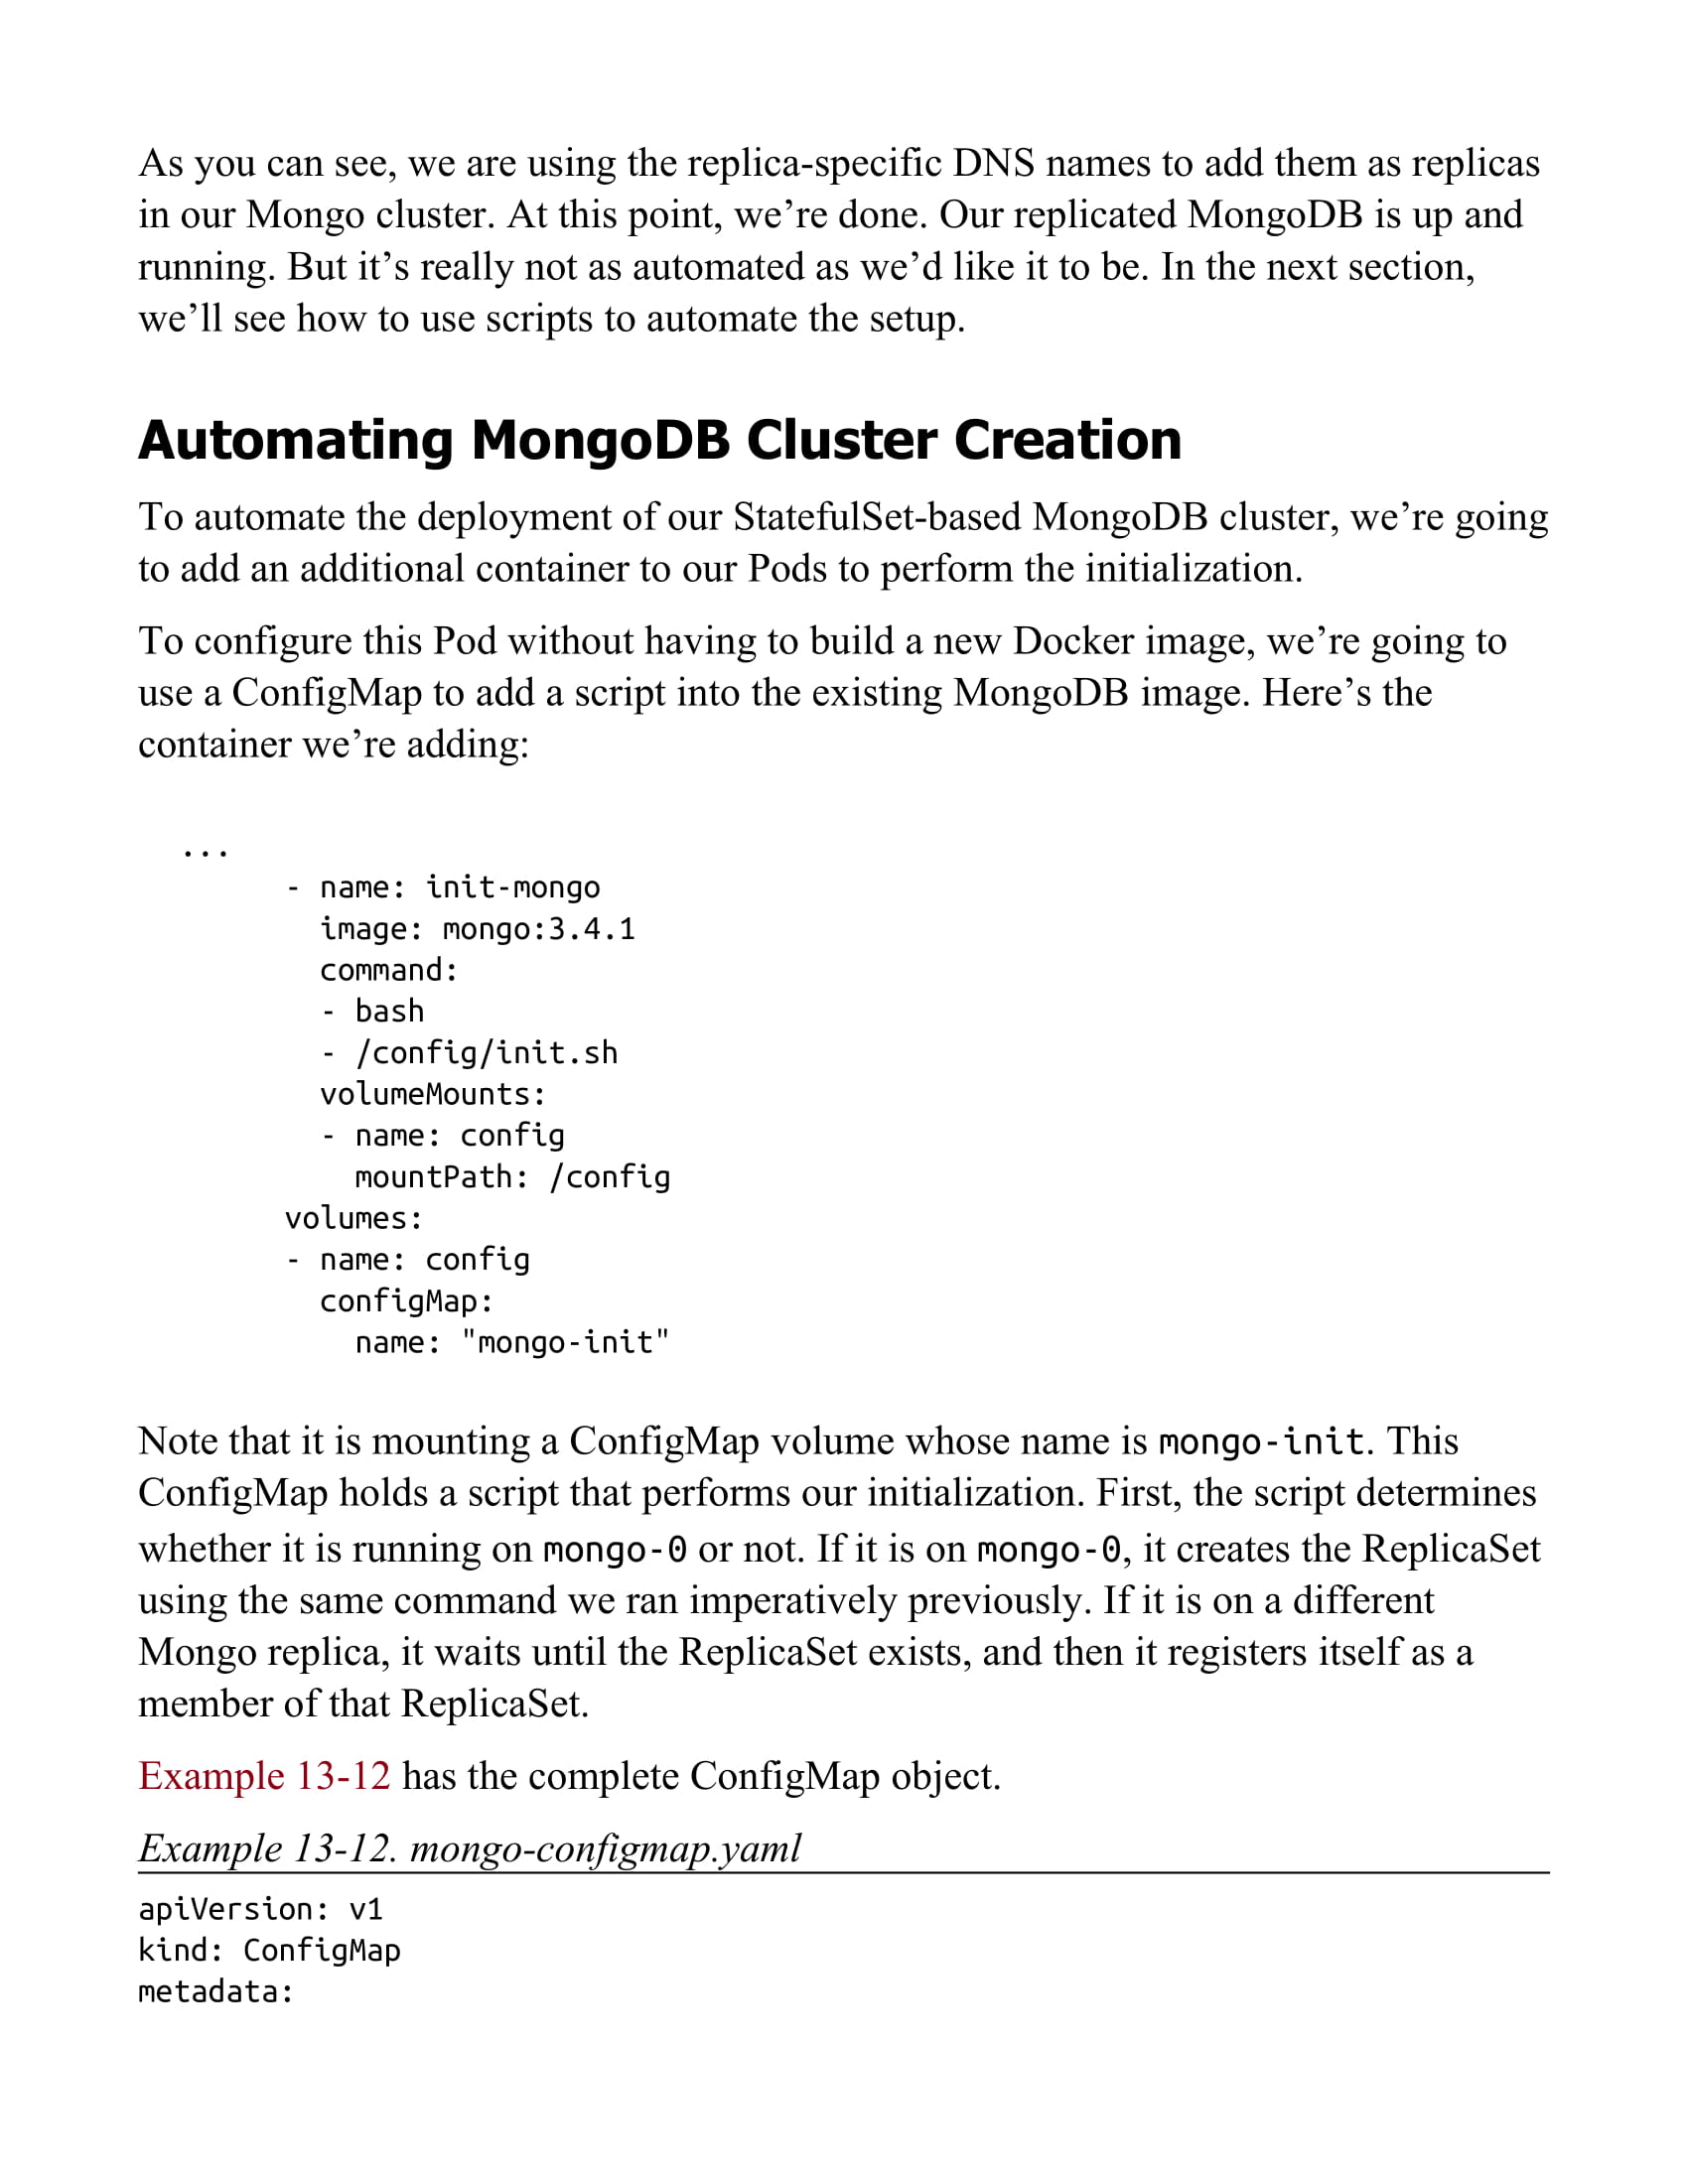 As you can see, we are using the replica-specific DNS names to add them as replicas
in our Mongo cluster. At this point, we’re done. Our replicated MongoDB is up and
running. But it’s really not as automated as we’d like it to be. In the next section,
we’ll see how to use scripts to automate the setup.
Automating MongoDB Cluster Creation
To automate the deployment of our StatefulSet-based MongoDB cluster, we’re going
to add an additional container to our Pods to perform the initialization.
To configure this Pod without having to build a new Docker image, we’re going to
use a ConfigMap to add a script into the existing MongoDB image. Here’s the
container we’re adding:
...
      - name: init-mongo
        image: mongo:3.4.1
        command:
        - bash
        - /config/init.sh
        volumeMounts:
        - name: config
          mountPath: /config
      volumes:
      - name: config
        configMap:
          name: "mongo-init"
Note that it is mounting a ConfigMap volume whose name is mongo-init. This
ConfigMap holds a script that performs our initialization. First, the script determines
whether it is running on mongo-0 or not. If it is on mongo-0, it creates the ReplicaSet
using the same command we ran imperatively previously. If it is on a different
Mongo replica, it waits until the ReplicaSet exists, and then it registers itself as a
member of that ReplicaSet.
Example 13-12 has the complete ConfigMap object.
Example 13-12. mongo-configmap.yaml
apiVersion: v1
kind: ConfigMap
metadata: